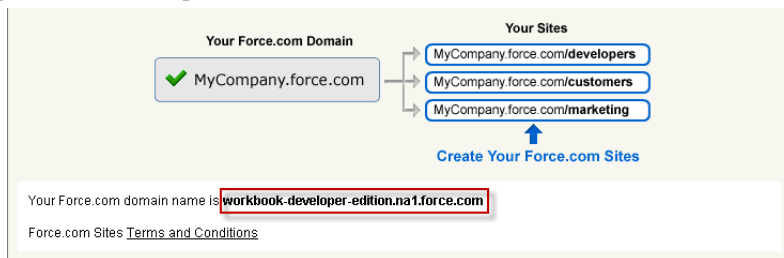 Your Force.com Domain
MyCompany.force.com
Your Sites
MyCompany.force.com/developers
MyCompany.force.com/customers
MyCompany.force.com/marketing
Create Your Force.com Sites
Your Force.com domain name is workbook-developer-edition.na1.force.com
Force.com Sites Terms and Conditions